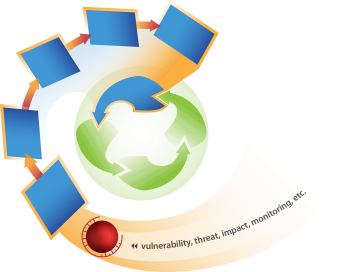 vulnerability, threat, impact, monitoring, etc.